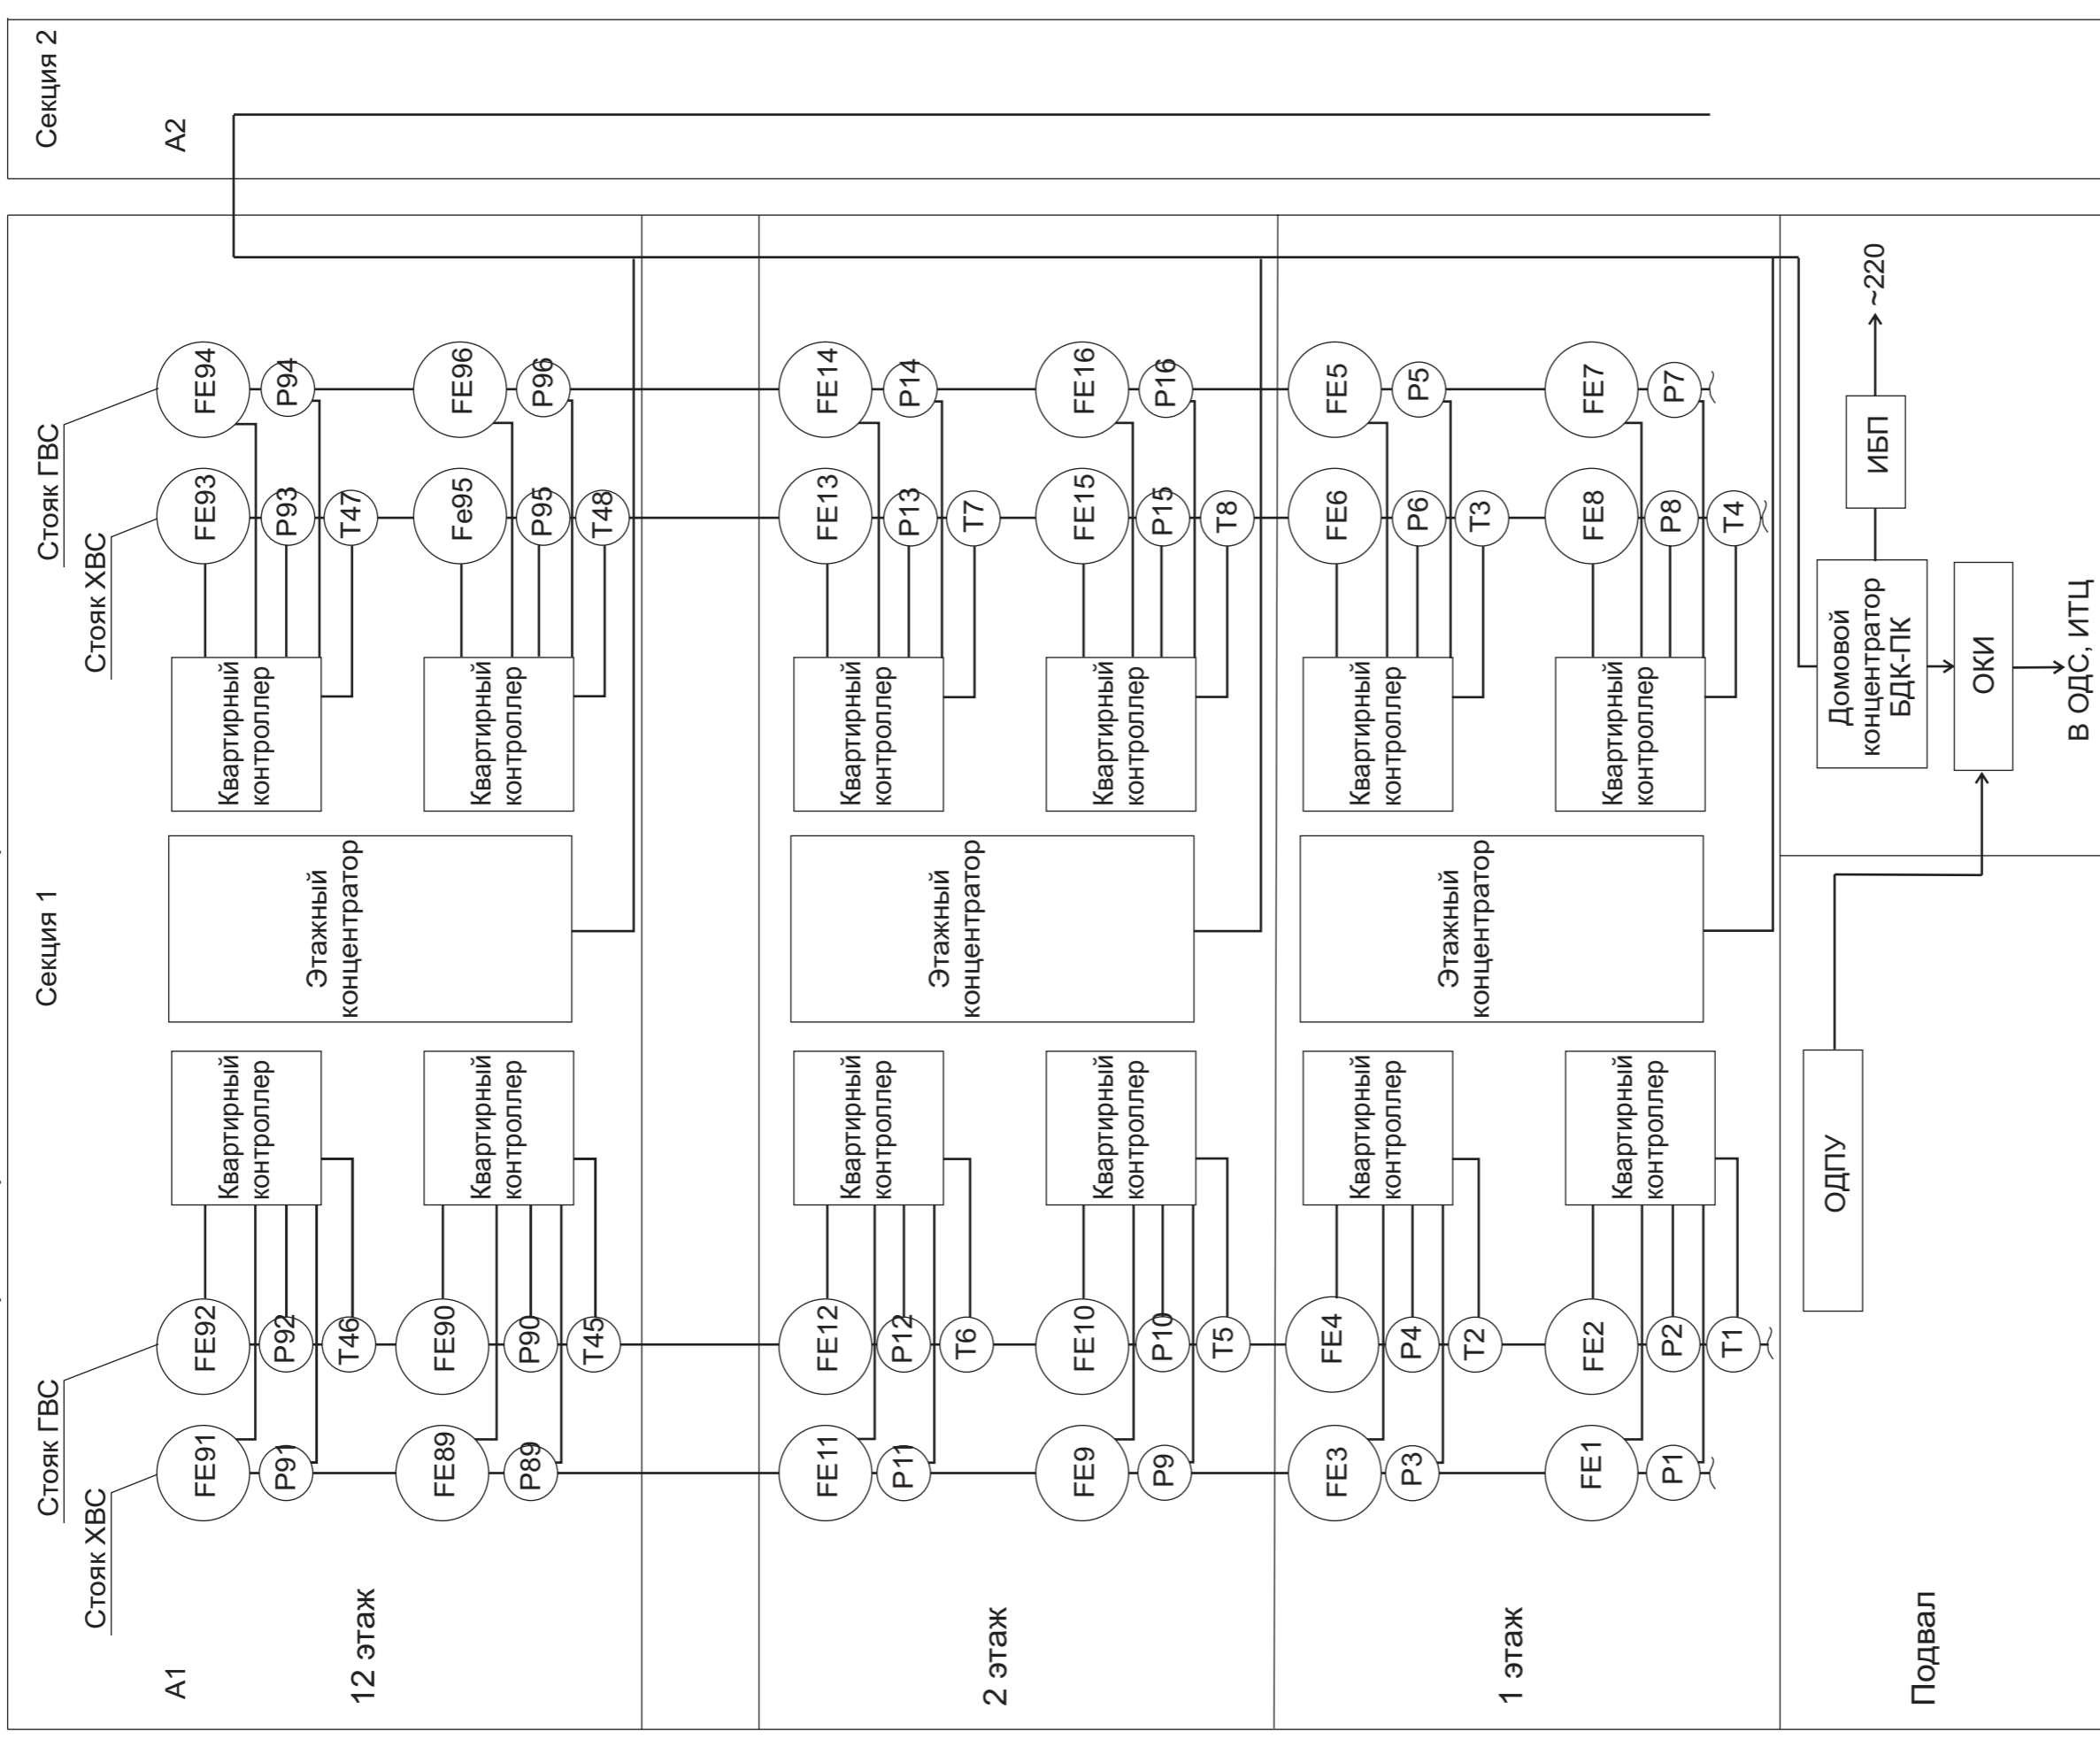 Секция 1
Секция 2
А1
А2
Стояк ХВС
Стояк ГВС
Стояк ХВС
Стояк ГВС
12 этаж
FE91
FE92
FE93
FE94
P91
P92
P93
P94
T46
T47
Квартирный
контроллер
Этажный
концентратор
Квартирный
контроллер
FE89
FE90
Fe95
FE96
P89
P90
P95
P96
T45
T48
Квартирный
контроллер
Квартирный
контроллер
2 этаж
FE11
FE12
FE13
FE14
P11
P12
P13
P14
T6
T7
Квартирный
контроллер
Этажный
концентратор
Квартирный
контроллер
FE9
FE10
FE15
FE16
P9
P10
P15
P16
T5
T8
Квартирный
контроллер
Квартирный
контроллер
1 этаж
FE3
FE4
FE6
FE5
P3
P4
P6
P5
T2
T3
Квартирный
контроллер
Этажный
концентратор
Квартирный
контроллер
FE1
FE2
FE8
FE7
P1
P2
P8
P7
T1
T4
Квартирный
контроллер
Квартирный
контроллер
Подвал
ОДПУ
Домовой
концентратор
БДК-ПК
ИБП
~220
ОКИ
В ОДС, ИТЦ